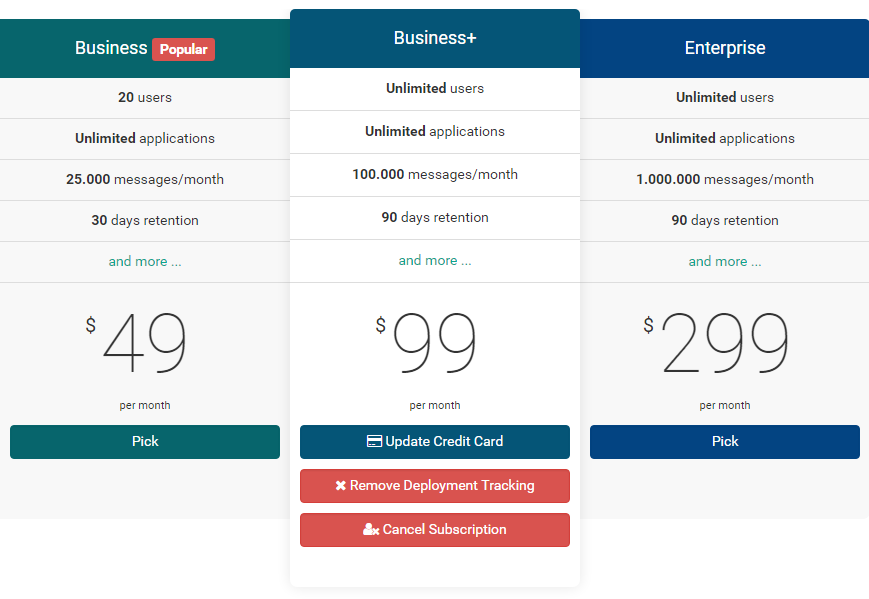 Business Popular
20 users
Unlimited applications
25.000 messages/month
30 days retention
and more ...
$ 49
per month
Pick
Business+
Unlimited users
Unlimited applications
100.000 messages/month
90 days retention
and more ...
$ 99
per month
Update Credit Card
Remove Deployment Tracking
Cancel Subscription
Enterprise
Unlimited users
Unlimited applications
1.000.000 messages/month
90 days retention
and more ...
$ 299
per month
Pick